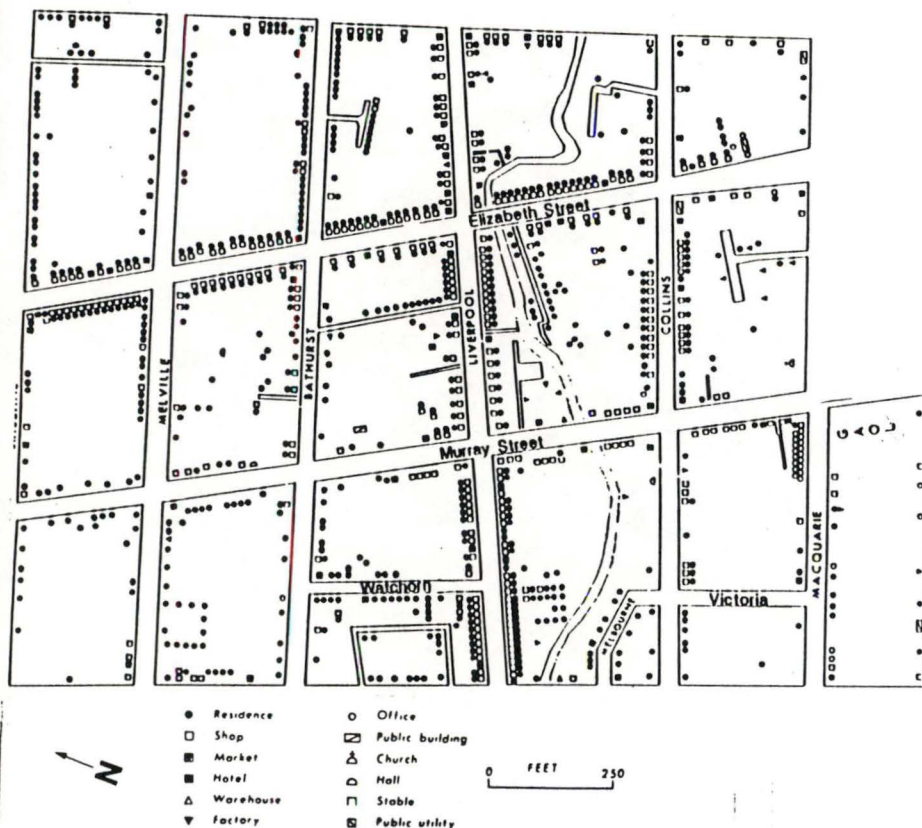 Elizabeth Street
MELVILLE
BATHURST
LIVERPOOL
COLLINS
Murray Street
GAOL
MACQUARIE
Watchorn
Victoria
N
Residence
Shop
Market
Hotel
Warehouse
Factory
Office
Public building
Church
Hall
Stable
Public utility
0 FEET 250